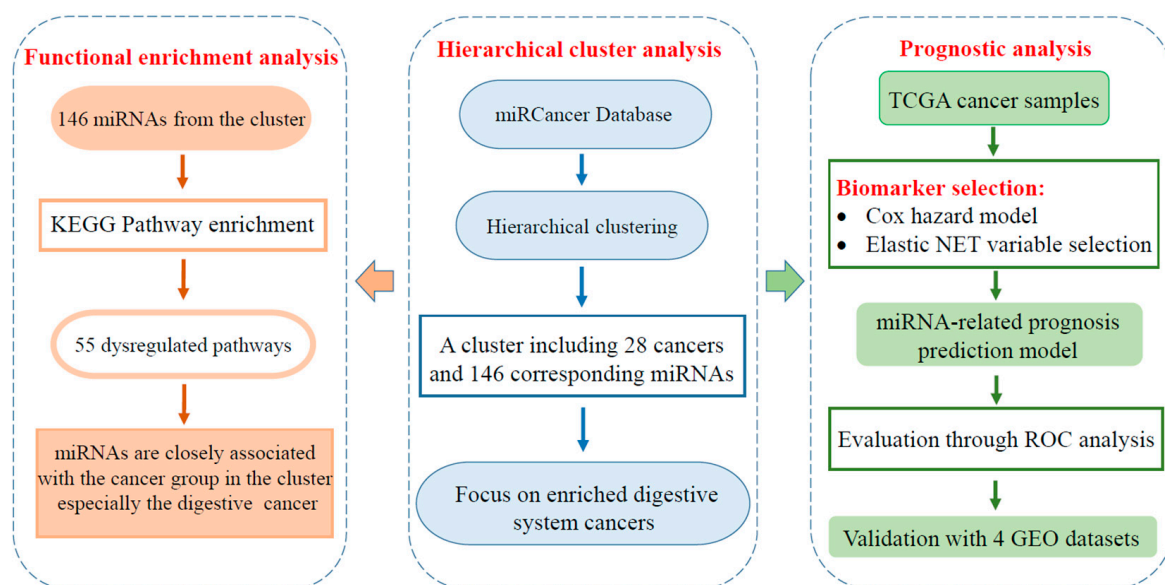 Functional enrichment analysis
146 miRNAs from the cluster
KEGG Pathway enrichment
55 dysregulated pathways
miRNAs are closely associated
with the cancer group in the cluster
especially the digestive cancer
Hierarchical cluster analysis
miRCancer Database
Hierarchical clustering
A cluster including 28 cancers
and 146 corresponding miRNAs
Focus on enriched digestive
system cancers
Prognostic analysis
TCGA cancer samples
Biomarker selection:
• Cox hazard model
• Elastic NET variable selection
miRNA-related prognosis
prediction model
Evaluation through ROC analysis
Validation with 4 GEO datasets